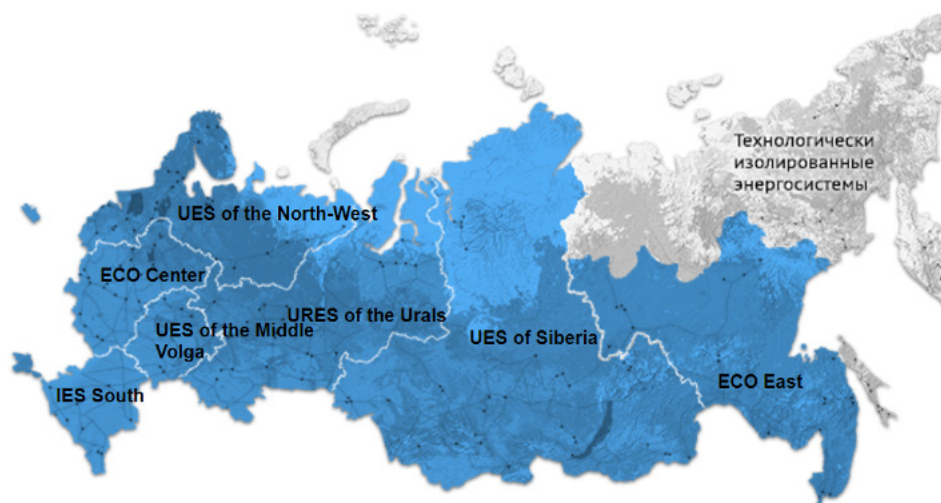 Технологически
изолированные
энергосистемы
UES of the North-West
ECO Center
URES of the Urals
UES of the Middle
Volga
UES of Siberia
ECO East
IES South